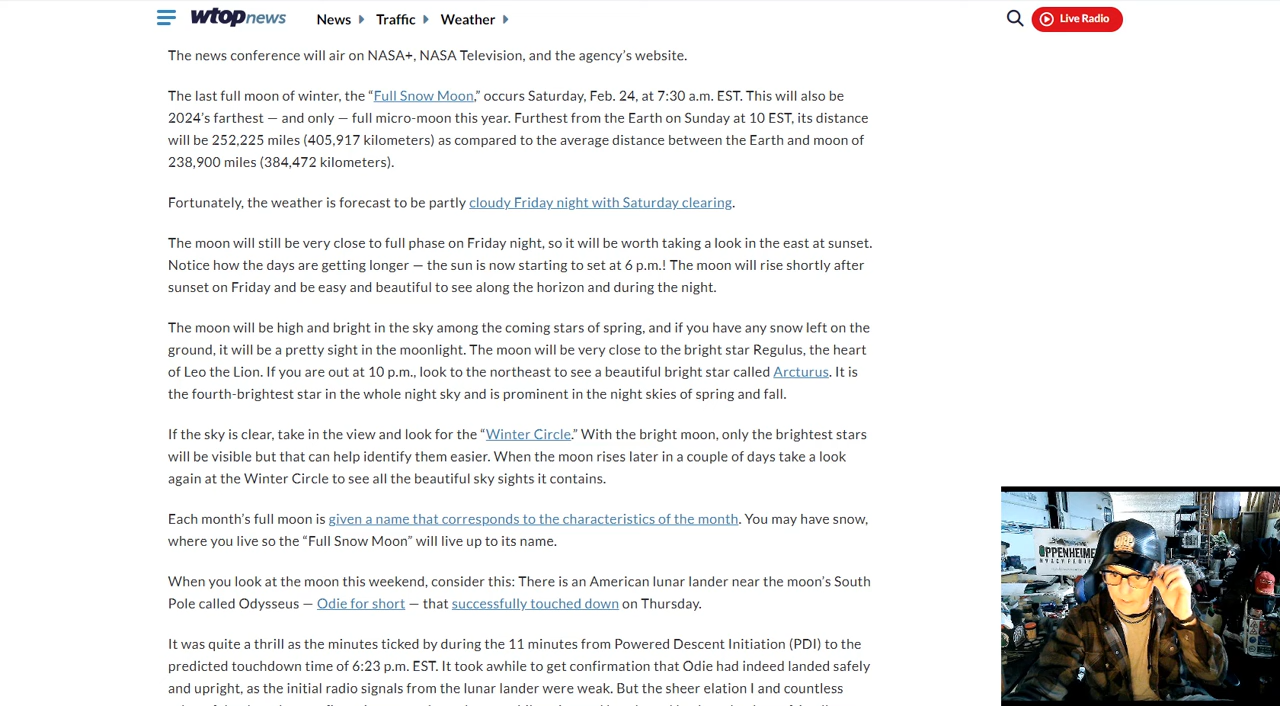 wtopnews News Traffic Weather Live Radio
The news conference will air on NASA+, NASA Television, and the agency's website.
The last full moon of winter, the “Full Snow Moon,” occurs Saturday, Feb. 24, at 7:30 a.m. EST. This will also be
2024's farthest — and only — full micro-moon this year. Furthest from the Earth on Sunday at 10 EST, its distance
will be 252,225 miles (405,917 kilometers) as compared to the average distance between the Earth and moon of
238,900 miles (384,472 kilometers).
Fortunately, the weather is forecast to be partly cloudy Friday night with Saturday clearing.
The moon will still be very close to full phase on Friday night, so it will be worth taking a look in the east at sunset.
Notice how the days are getting longer — the sun is now starting to set at 6 p.m.! The moon will rise shortly after
sunset on Friday and be easy and beautiful to see along the horizon and during the night.
The moon will be high and bright in the sky among the coming stars of spring, and if you have any snow left on the
ground, it will be a pretty sight in the moonlight. The moon will be very close to the bright star Regulus, the heart
of Leo the Lion. If you are out at 10 p.m., look to the northeast to see a beautiful bright star called Arcturus. It is
the fourth-brightest star in the whole night sky and is prominent in the night skies of spring and fall.
If the sky is clear, take in the view and look for the “Winter Circle.” With the bright moon, only the brightest stars
will be visible but that can help identify them easier. When the moon rises later in a couple of days take a look
again at the Winter Circle to see all the beautiful sky sights it contains.
Each month's full moon is given a name that corresponds to the characteristics of the month. You may have snow,
where you live so the “Full Snow Moon” will live up to its name.
When you look at the moon this weekend, consider this: There is an American lunar lander near the moon's South
Pole called Odysseus — Odie for short — that successfully touched down on Thursday.
It was quite a thrill as the minutes ticked by during the 11 minutes from Powered Descent Initiation (PDI) to the
predicted touchdown time of 6:23 p.m. EST. It took awhile to get confirmation that Odie had indeed landed safely
and upright, as the initial radio signals from the lunar lander were weak. But the sheer elation I and countless
OPPENHEIME